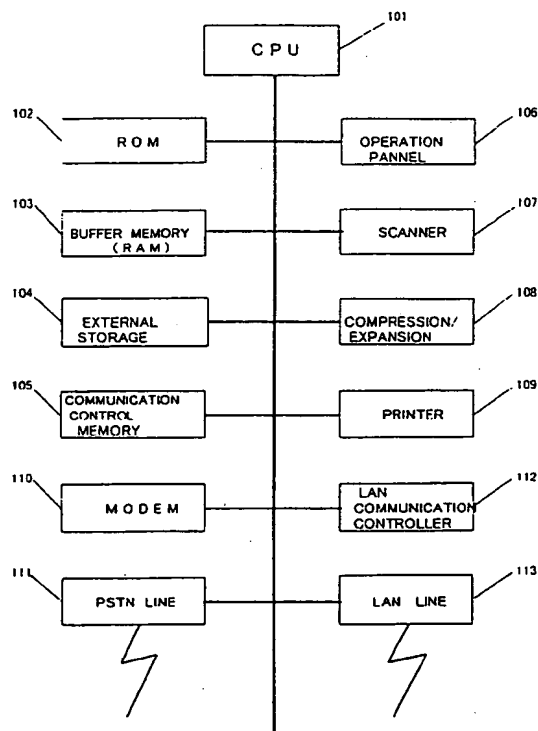 101
CPU
102
ROM
106
OPERATION
PANNEL
103
BUFFER MEMORY
(RAM)
107
SCANNER
104
EXTERNAL
STORAGE
108
COMPRESSION/
EXPANSION
105
COMMUNICATION
CONTROL
MEMORY
109
PRINTER
110
MODEM
112
LAN
COMMUNICATION
CONTROLLER
111
PSTN LINE
113
LAN LINE